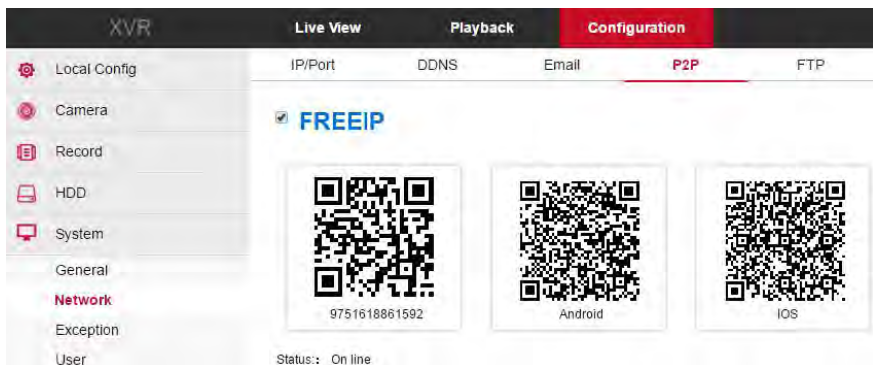 XVR
Live View Playback Configuration
Local Config
Camera
Record
HDD
System
General
Network
Exception
User
IP/Port DDNS Email P2P FTP
FREEIP
9751618861592
Android
iOS
Status:: On line